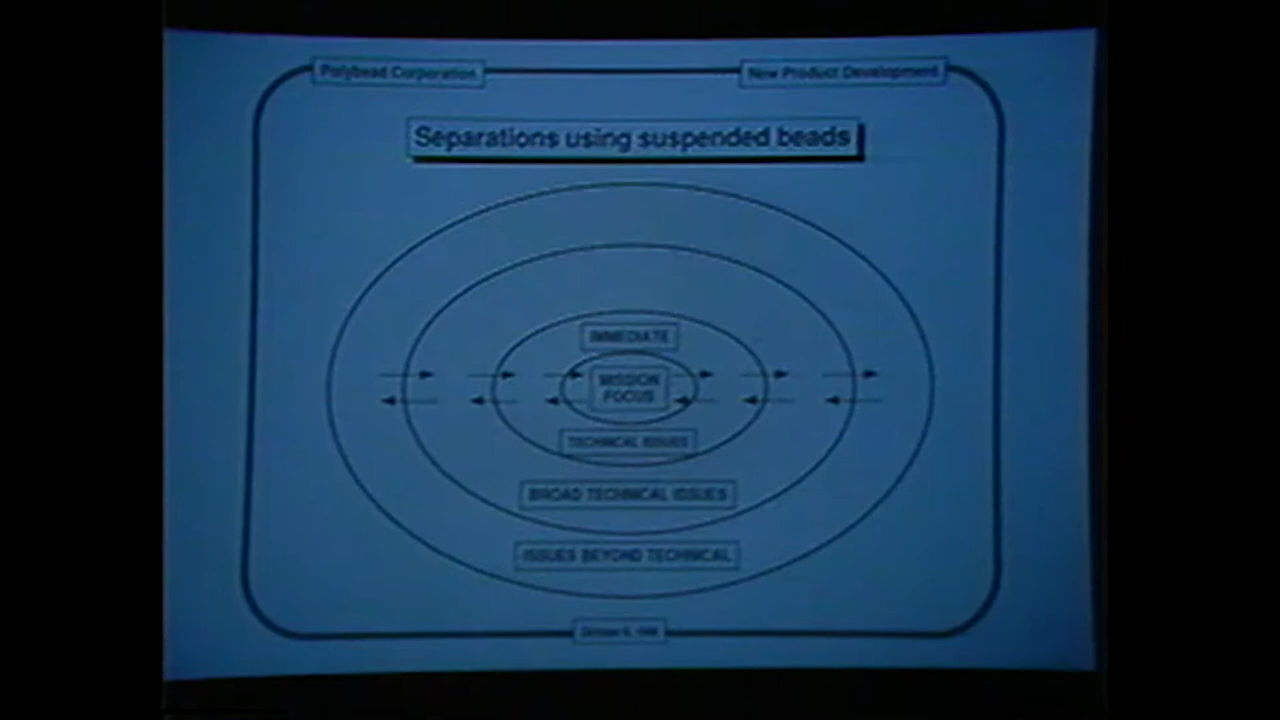 Polybead Corporation
New Product Development
Separations using suspended beads
IMMEDIATE
MISSION
FOCUS
TECHNICAL ISSUES
BROAD TECHNICAL ISSUES
ISSUES BEYOND TECHNICAL